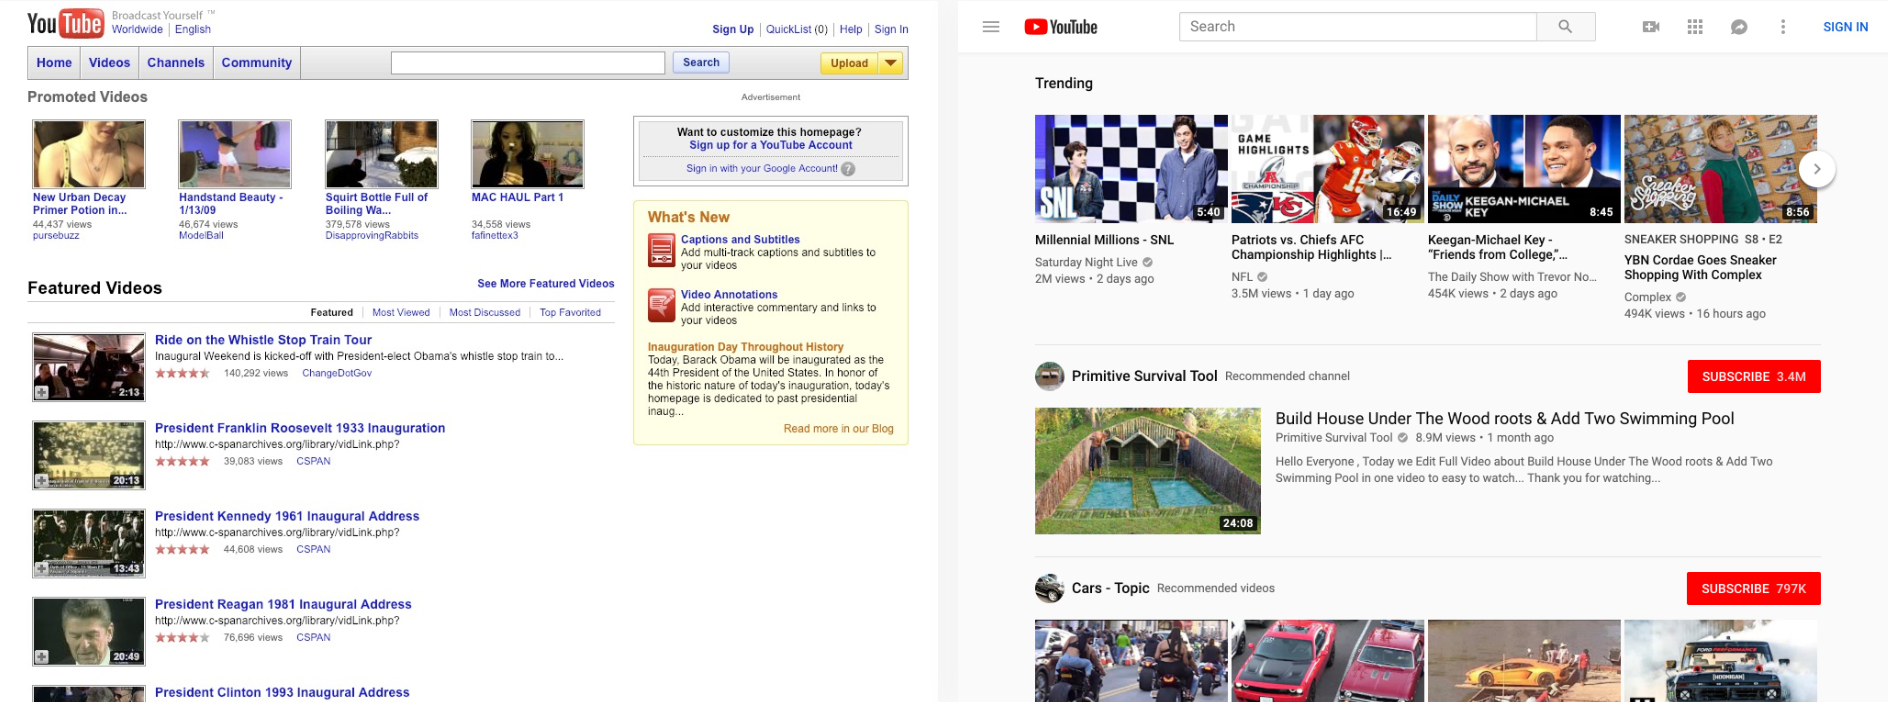 YouTube
Broadcast Yourself ™
Worldwide | English
Sign Up | QuickList (0) | Help | Sign In
Home
Videos
Channels
Community
Search
Upload
Promoted Videos
New Urban Decay
Primer Potion in...
44,437 views
pursebuzz
Handstand Beauty -
1/13/09
46,674 views
ModelBall
Squirt Bottle Full of
Boiling Wa...
379,578 views
DisapprovingRabbits
MAC HAUL Part 1
34,558 views
fafinettex3
Advertisement
Want to customize this homepage?
Sign up for a YouTube Account
Sign in with your Google Account! ?
What's New
Captions and Subtitles
Add multi-track captions and subtitles to
your videos
Video Annotations
Add interactive commentary and links to
your videos
Inauguration Day Throughout History
Today, Barack Obama will be inaugurated as the
44th President of the United States. In honor of
the historic nature of today's inauguration, today's
homepage is dedicated to past presidential
inaug...
Read more in our Blog
Featured Videos
See More Featured Videos
Featured | Most Viewed | Most Discussed | Top Favorited
2:13
Ride on the Whistle Stop Train Tour
Inaugural Weekend is kicked-off with President-elect Obama's whistle stop train to...
140,292 views ChangeDotGov
20:13
President Franklin Roosevelt 1933 Inauguration
http://www.c-spanarchives.org/library/vidLink.php?
39,083 views CSPAN
13:43
President Kennedy 1961 Inaugural Address
http://www.c-spanarchives.org/library/vidLink.php?
44,608 views CSPAN
20:49
President Reagan 1981 Inaugural Address
http://www.c-spanarchives.org/library/vidLink.php?
76,696 views CSPAN
President Clinton 1993 Inaugural Address
YouTube
Search
SIGN IN
Trending
SNL
5:40
Millennial Millions - SNL
Saturday Night Live
2M views • 2 days ago
GAME
HIGHLIGHTS
CHAMPIONSHIP
16:49
Patriots vs. Chiefs AFC
Championship Highlights |...
NFL
3.5M views • 1 day ago
THE
DAILY
SHOW
KEEGAN-MICHAEL
KEY
8:45
Keegan-Michael Key -
“Friends from College,”...
The Daily Show with Trevor No...
454K views • 2 days ago
Sneaker
Shopping
8:56
SNEAKER SHOPPING S8 • E2
YBN Cordae Goes Sneaker
Shopping With Complex
Complex
494K views • 16 hours ago
Primitive Survival Tool Recommended channel
SUBSCRIBE 3.4M
24:08
Build House Under The Wood roots & Add Two Swimming Pool
Primitive Survival Tool 8.9M views • 1 month ago
Hello Everyone , Today we Edit Full Video about Build House Under The Wood roots & Add Two
Swimming Pool in one video to easy to watch... Thank you for watching...
Cars - Topic Recommended videos
SUBSCRIBE 797K
FORD PERFORMANCE
HOONIGAN